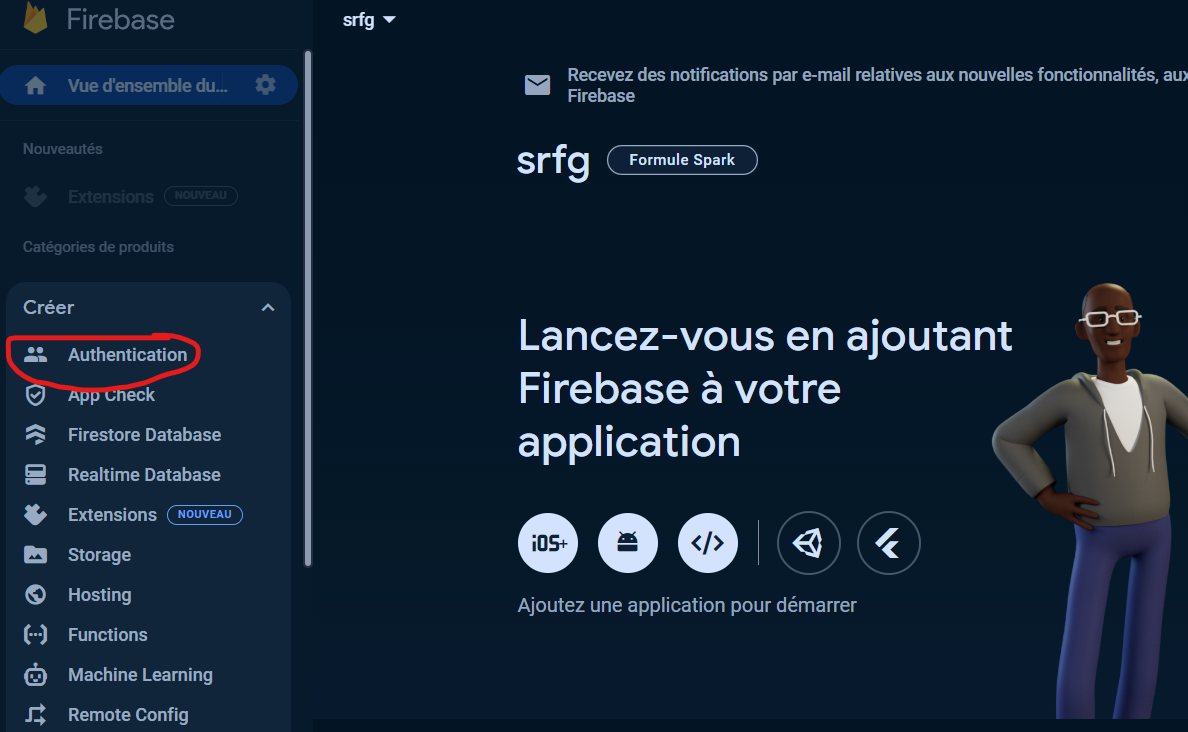 Firebase
srfg
Vue d'ensemble du...
Recevez des notifications par e-mail relatives aux nouvelles fonctionnalités, aux
Firebase
srfg
Formule Spark
Nouveautés
Extensions NOUVEAU
Catégories de produits
Créer
Authentication
App Check
Firestore Database
Realtime Database
Extensions NOUVEAU
Storage
Hosting
Functions
Machine Learning
Remote Config
Lancez-vous en ajoutant
Firebase à votre
application
iOS+
</>
Ajoutez une application pour démarrer